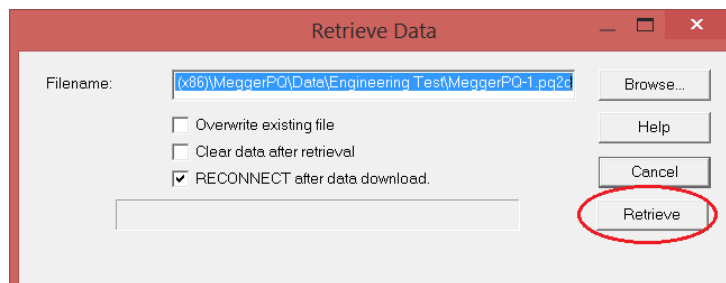 Retrieve Data
Filename: (x86)\MeggerPQ\Data\Engineering Test\MeggerPQ-1.pq2d Browse...
Overwrite existing file Help
Clear data after retrieval
RECONNECT after data download. Cancel
Retrieve